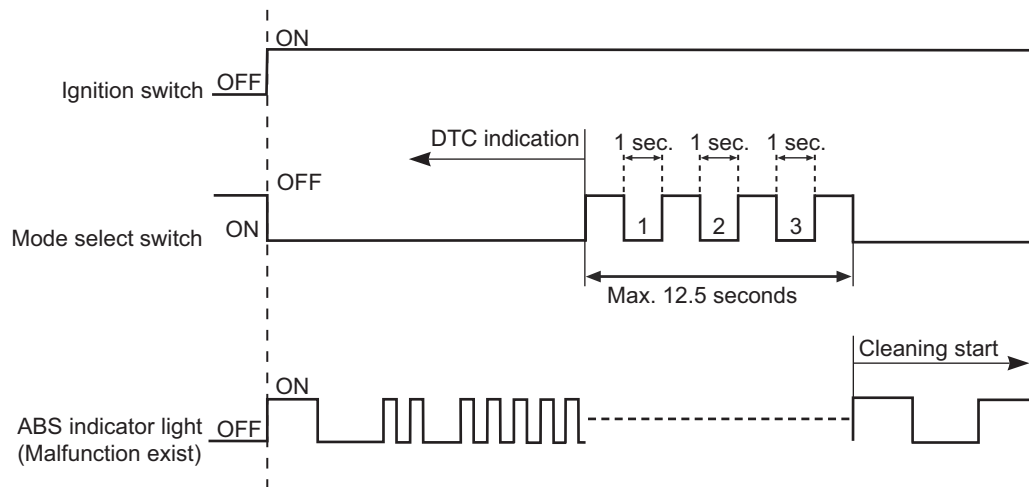 ON
Ignition switch OFF
DTC indication 1 sec. 1 sec. 1 sec.
OFF
Mode select switch ON 1 2 3
Max. 12.5 seconds
Cleaning start
ON
ABS indicator light OFF
(Malfunction exist)